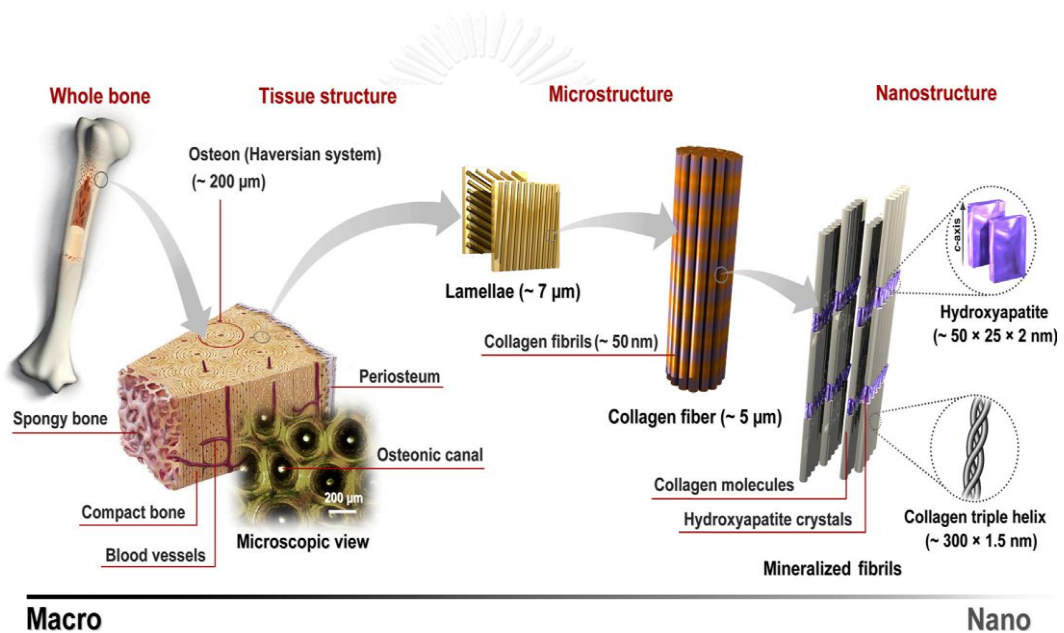 Whole bone
Tissue structure
Microstructure
Nanostructure
Osteon (Haversian system)
(~ 200 µm)
Lamellae (~ 7 µm)
c-axis
Hydroxyapatite
(~ 50 × 25 × 2 nm)
Collagen fibrils (~ 50 nm)
Periosteum
Spongy bone
Collagen fiber (~ 5 µm)
Osteonic canal
200 µm
Compact bone
Blood vessels
Microscopic view
Collagen molecules
Hydroxyapatite crystals
Collagen triple helix
(~ 300 × 1.5 nm)
Mineralized fibrils
Macro
Nano